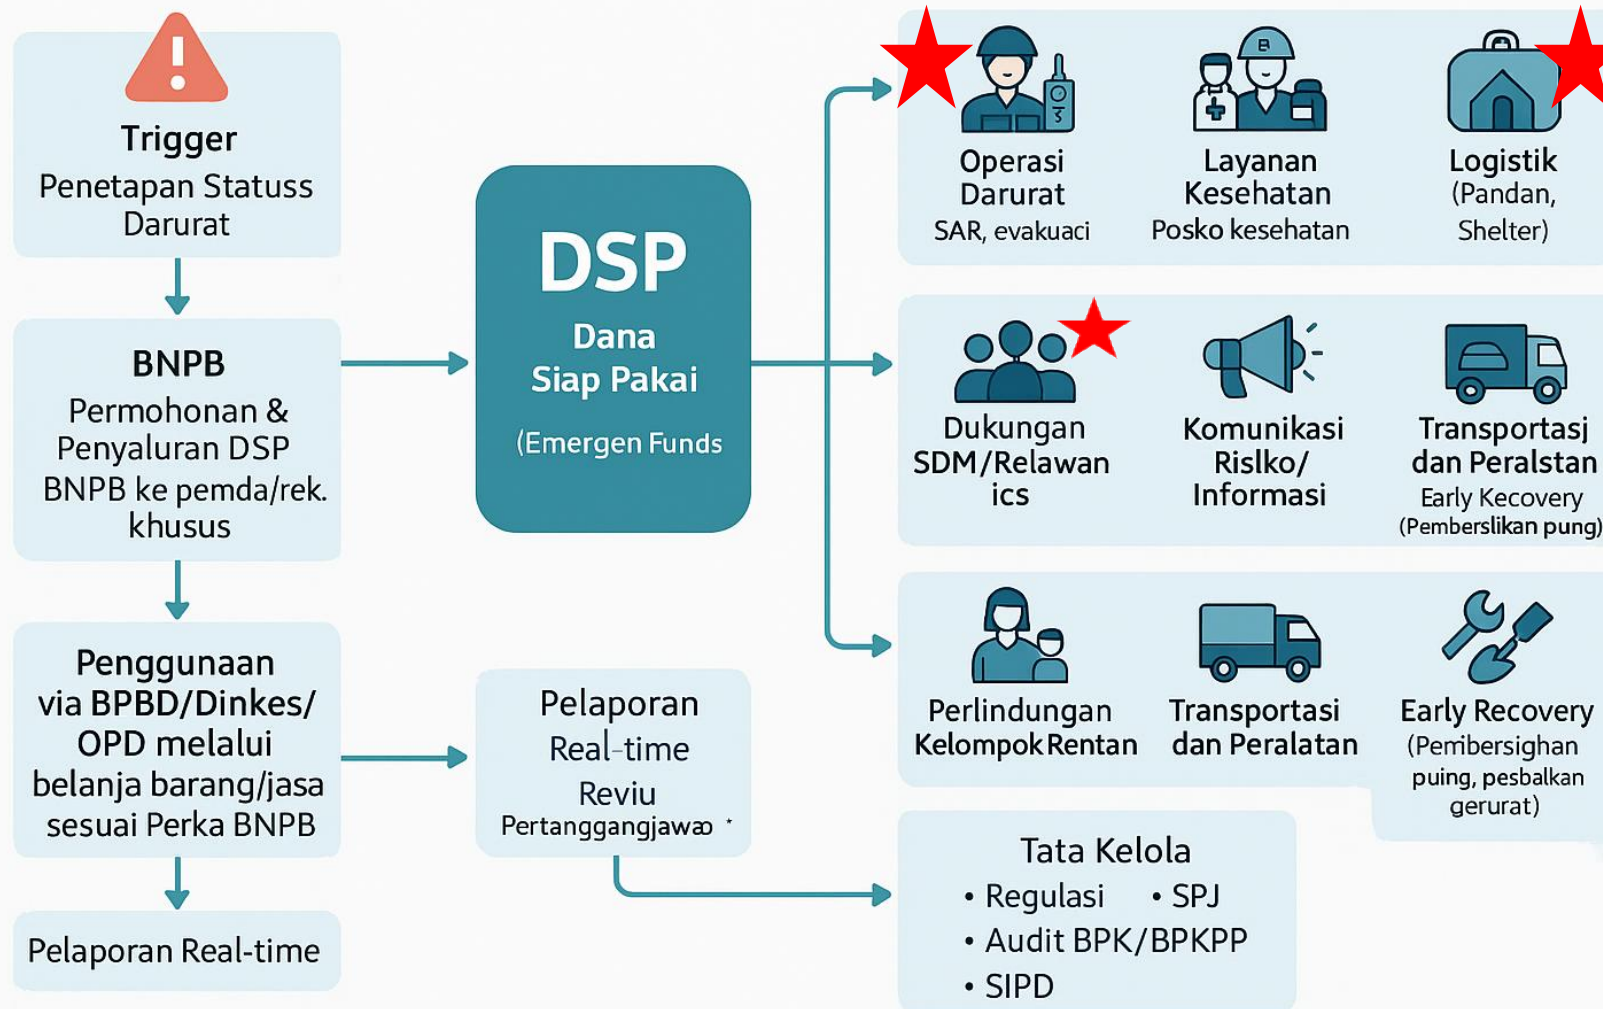 Trigger
Penetapan Statuss
Darurat
BNPB
Permohonan &
Penyaluran DSP
BNPB ke pemda/rek.
khusus
Penggunaan
via BPBD/Dinkes/
OPD melalui
belanja barang/jasa
sesuai Perka BNPB
Pelaporan Real-time
DSP
Dana
Siap Pakai
(Emergen Funds
Pelaporan
Real-time
Reviu
Pertanggangjawao *
Operasi
Darurat
SAR, evakuaci
Layanan
Kesehatan
Posko kesehatan
Logistik
(Pandan,
Shelter)
Dukungan
SDM/Relawan
ics
Komunikasi
Rislko/
Informasi
Transportasj
dan Peralstan
Early Kecovery
(Pemberslikan pung)
Perlindungan
Kelompok Rentan
Transportasi
dan Peralatan
Early Recovery
(Pembersighan
puing, pesbalkan
gerurat)
Tata Kelola
• Regulasi • SPJ
• Audit BPK/BPKPP
• SIPD